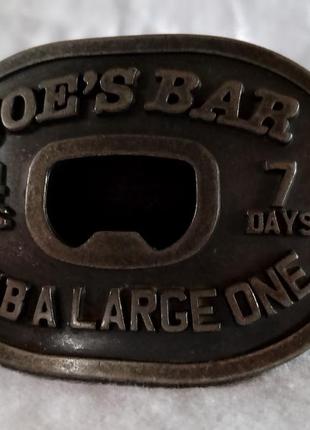 OE'S BAR
7
DAYS
B A LARGE ONE